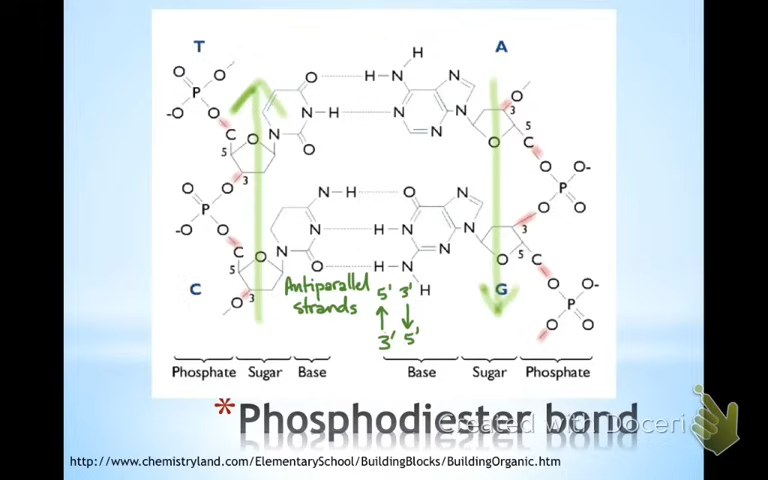 T A
H
O O H N N O
P
-O O N H N N O 3
C O N N N O 5 C
5 O O
3
O O P O-
O N H O N O
P
-O O N H N N 3
C O N O N O 5 C
5 O H N O O-
C O 3 H G P
O O
Antiparallel 5' 3'
strands
3' 5'
Phosphate Sugar Base Base Sugar Phosphate
*Phosphodiester bond
Created with Doceri
http://www.chemistryland.com/ElementarySchool/BuildingBlocks/BuildingOrganic.htm